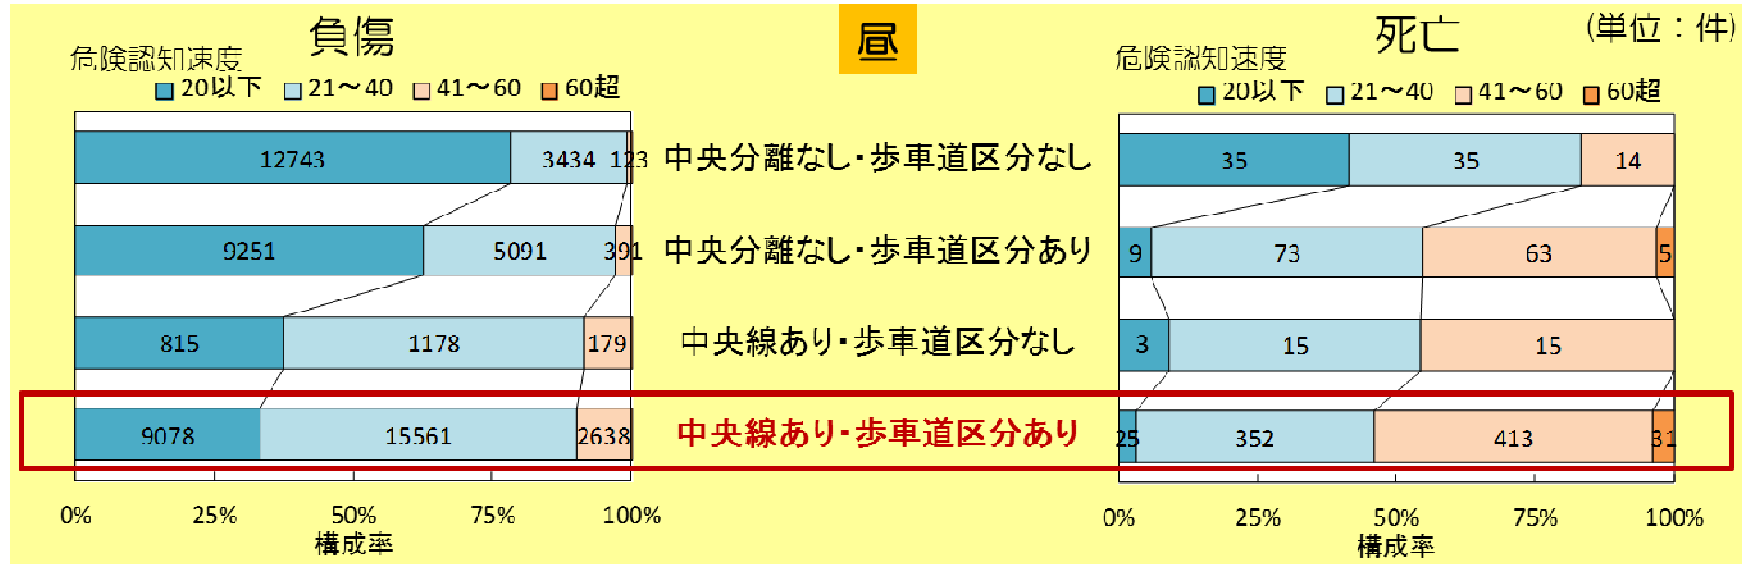 負傷
昼
死亡
(単位：件)
危険認知速度
20以下 21～40 41～60 60超
危険認知速度
20以下 21～40 41～60 60超
12743 3434 123
中央分離なし・歩車道区分なし
35 35 14
9251 5091 391
中央分離なし・歩車道区分あり
9 73 63 5
815 1178 179
中央線あり・歩車道区分なし
3 15 15
9078 15561 2638
中央線あり・歩車道区分あり
25 352 413 31
0% 25% 50% 75% 100%
構成率
0% 25% 50% 75% 100%
構成率